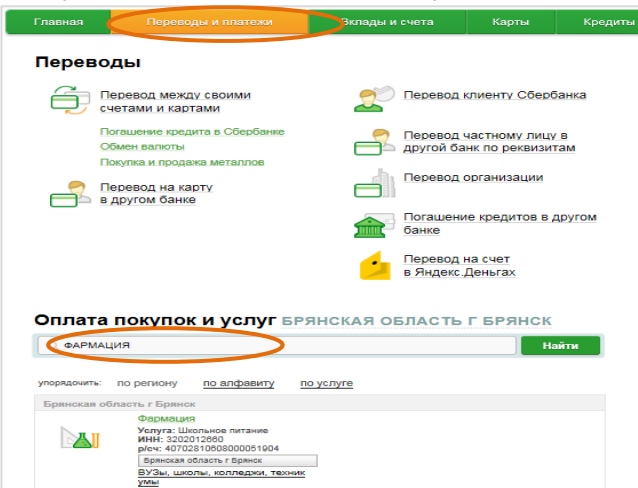 Главная Переводы и платежи Вклады и счета Карты Кредиты
Переводы
Перевод между своими
счетами и картами
Погашение кредита в Сбербанке
Обмен валюты
Покупка и продажа металлов
Перевод на карту
в другом банке
Перевод клиенту Сбербанка
Перевод частному лицу в
другой банк по реквизитам
Перевод организации
Погашение кредитов в другом
банке
Перевод на счет
в Яндекс.Деньгах
Оплата покупок и услуг БРЯНСКАЯ ОБЛАСТЬ Г БРЯНСК
ФАРМАЦИЯ Найти
упорядочить: по региону по алфавиту по услуге
Брянская область г Брянск
Фармация
Услуга: Школьное питание
ИНН: 3202012660
р/сч: 40702810608000051904
Брянская область г Брянск
ВУЗы, школы, колледжи, техник
умы